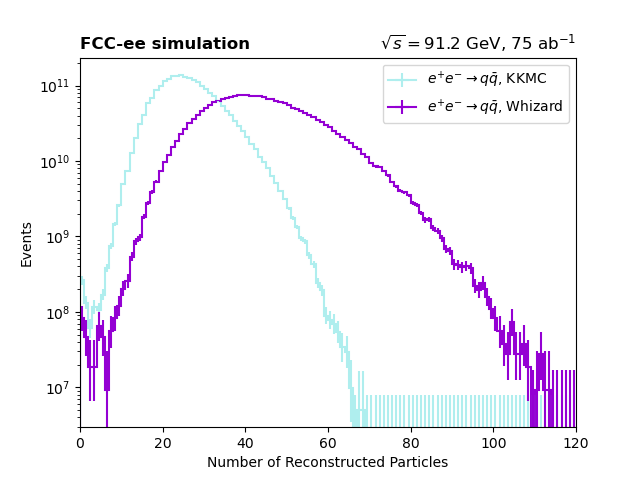 FCC-ee simulation
√s = 91.2 GeV, 75 ab⁻¹
e⁺e⁻ → qq̄, KKMC
e⁺e⁻ → qq̄, Whizard
Events
10¹¹
10¹⁰
10⁹
10⁸
10⁷
0 20 40 60 80 100 120
Number of Reconstructed Particles